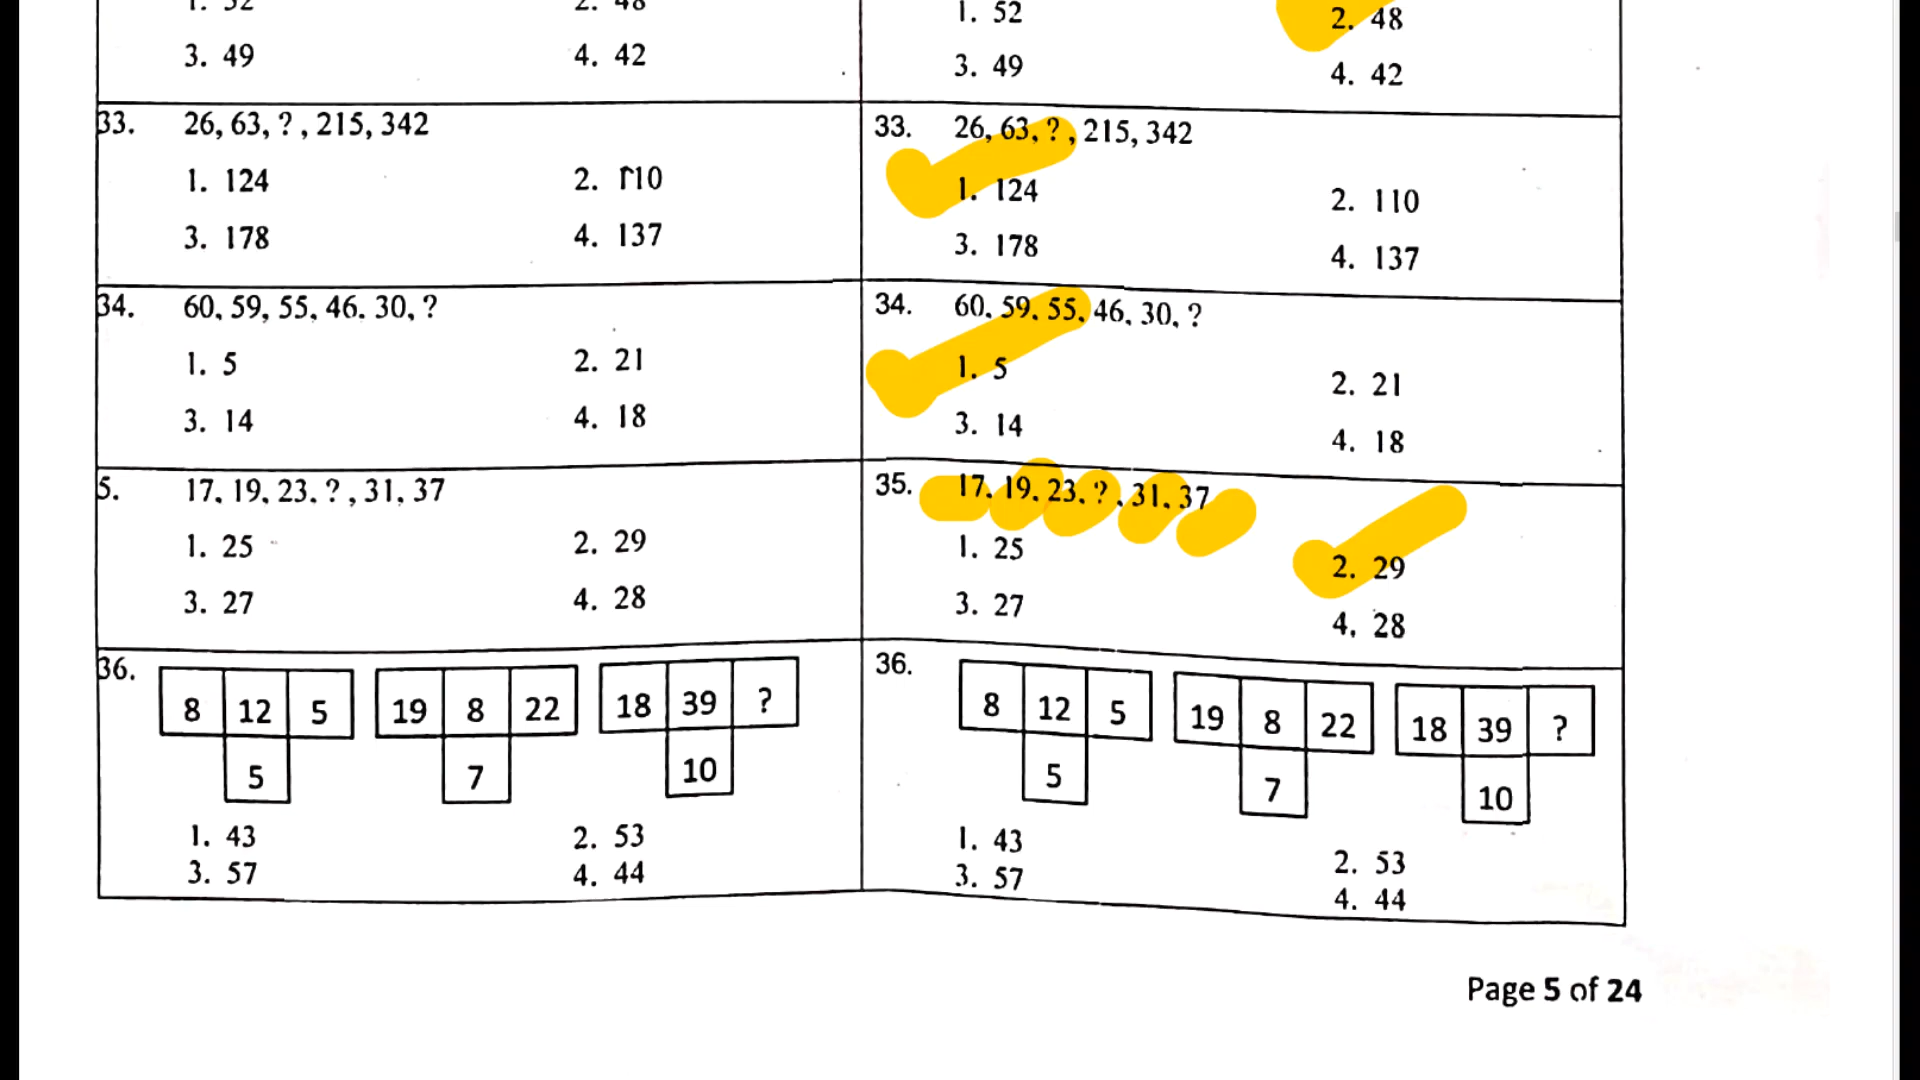 1. 52 2. 48
3. 49 4. 42
33. 26, 63, ? , 215, 342
1. 124 2. 110
3. 178 4. 137
34. 60, 59, 55, 46. 30, ?
1. 5 2. 21
3. 14 4. 18
5. 17, 19, 23. ? , 31, 37
1. 25 2. 29
3. 27 4. 28
36.
8 12 5 19 8 22 18 39 ?
5 7 10
1. 43 2. 53
3. 57 4. 44
1. 52 2. 48
3. 49 4. 42
33. 26, 63, ? , 215, 342
1. 124 2. 110
3. 178 4. 137
34. 60, 59, 55, 46, 30, ?
1. 5 2. 21
3. 14 4. 18
35. 17, 19, 23, ? , 31, 37
1. 25 2. 29
3. 27 4. 28
36.
8 12 5 19 8 22 18 39 ?
5 7 10
1. 43 2. 53
3. 57 4. 44
Page 5 of 24